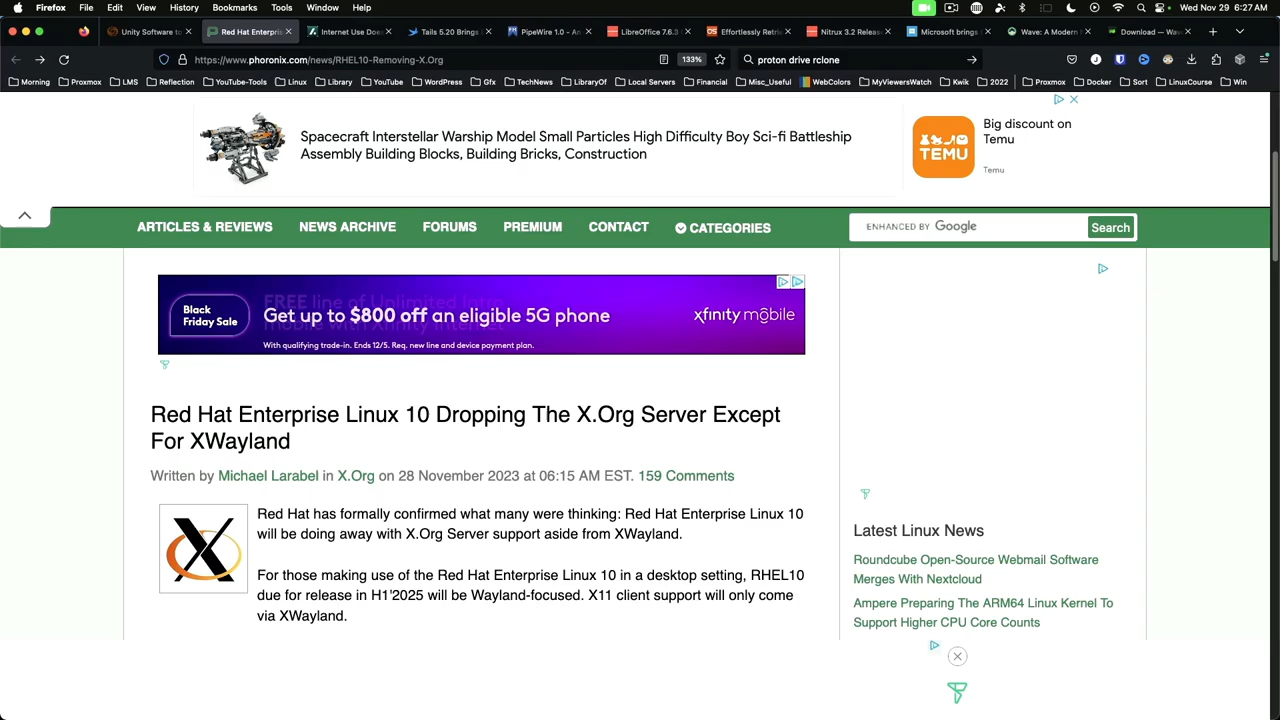 Firefox File Edit View History Bookmarks Tools Window Help Wed Nov 29 6:27 AM
Unity Software to Red Hat Enterpris Internet Use Doe Tails 5.20 Brings PipeWire 1.0 - An LibreOffice 7.6.3 Effortlessly Retrie Nitrux 3.2 Releas Microsoft brings Wave: A Modern Download — Wav
https://www.phoronix.com/news/RHEL10-Removing-X.Org 133% proton drive rclone
Morning Proxmox LMS Reflection YouTube-Tools Linux Library YouTube WordPress Gfx TechNews LibraryOf Local Servers Financial Misc_Useful WebColors MyViewersWatch Kwik 2022 Proxmox Docker Sort LinuxCourse Win
Spacecraft Interstellar Warship Model Small Particles High Difficulty Boy Sci-fi Battleship
Assembly Building Blocks, Building Bricks, Construction
TEMU
Big discount on
Temu
Temu
ARTICLES & REVIEWS NEWS ARCHIVE FORUMS PREMIUM CONTACT CATEGORIES
ENHANCED BY Google Search
Black
Friday Sale
FREE line of Unlimited Intro
Get up to $800 off an eligible 5G phone
mobile with Xfinity Internet
With qualifying trade-in. Ends 12/5. Req. new line and device payment plan.
xfinity mobile
Red Hat Enterprise Linux 10 Dropping The X.Org Server Except
For XWayland
Written by Michael Larabel in X.Org on 28 November 2023 at 06:15 AM EST. 159 Comments
Red Hat has formally confirmed what many were thinking: Red Hat Enterprise Linux 10
will be doing away with X.Org Server support aside from XWayland.
For those making use of the Red Hat Enterprise Linux 10 in a desktop setting, RHEL10
due for release in H1'2025 will be Wayland-focused. X11 client support will only come
via XWayland.
Latest Linux News
Roundcube Open-Source Webmail Software
Merges With Nextcloud
Ampere Preparing The ARM64 Linux Kernel To
Support Higher CPU Core Counts